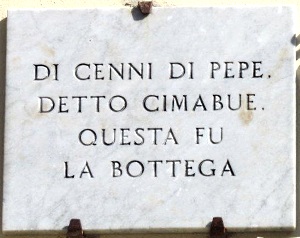 DI CENNI DI PEPE.
DETTO CIMABUE.
QUESTA FU
LA BOTTEGA